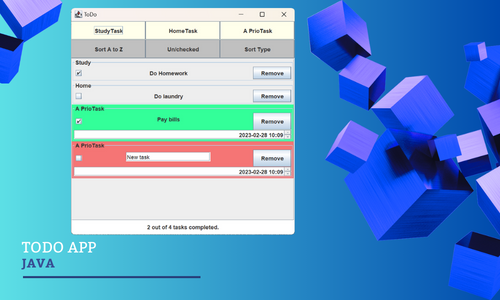 ToDo
StudyTask HomeTask A PrioTask
Sort A to Z Un/checked Sort Type
Study
Do Homework Remove
Home
Do laundry Remove
A PrioTask
Pay bills Remove
2023-02-28 10:09
A PrioTask
New task Remove
2023-02-28 10:09
2 out of 4 tasks completed.
TODO APP
JAVA